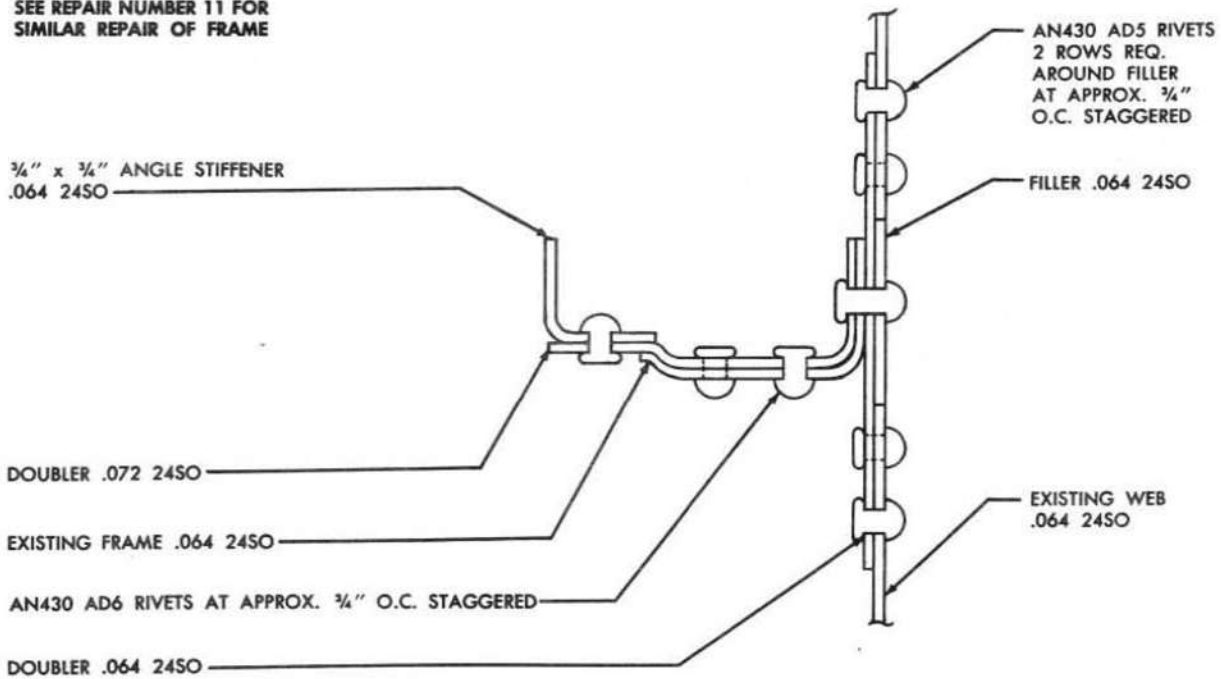 SEE REPAIR NUMBER 11 FOR
SIMILAR REPAIR OF FRAME
AN430 AD5 RIVETS
2 ROWS REQ.
AROUND FILLER
AT APPROX. ¾"
O.C. STAGGERED
¾" x ¾" ANGLE STIFFENER
.064 24SO
FILLER .064 24SO
DOUBLER .072 24SO
EXISTING WEB
.064 24SO
EXISTING FRAME .064 24SO
AN430 AD6 RIVETS AT APPROX. ¾" O.C. STAGGERED
DOUBLER .064 24SO